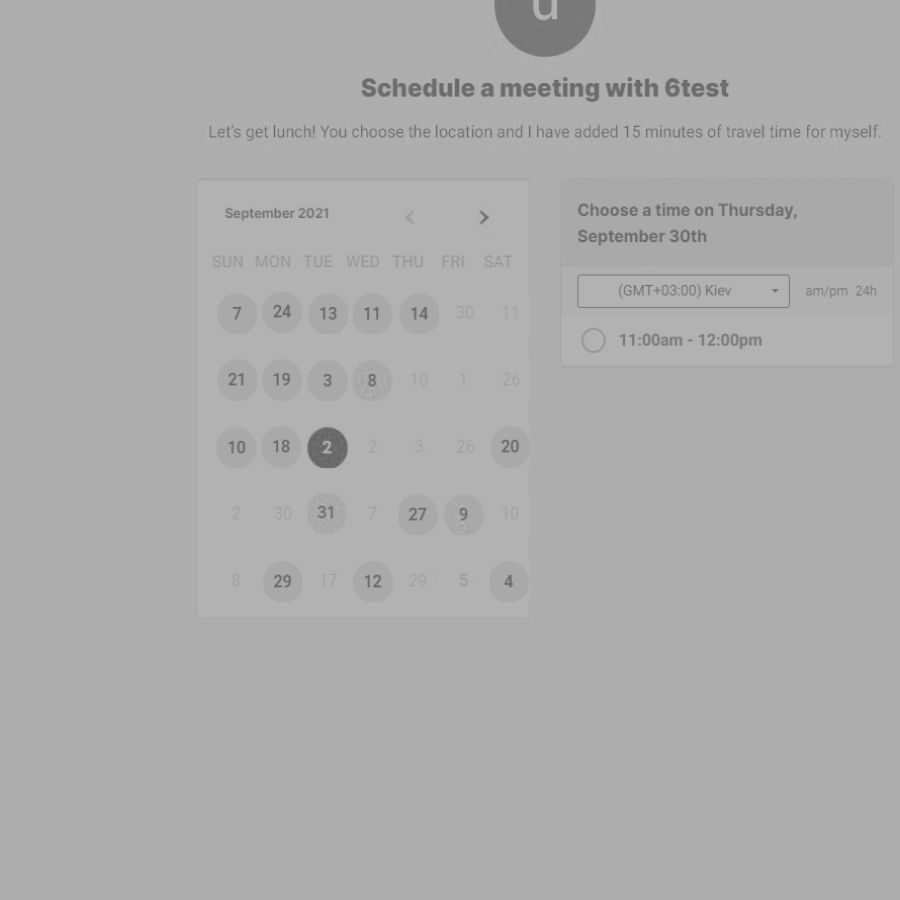 u
Schedule a meeting with 6test
Let's get lunch! You choose the location and I have added 15 minutes of travel time for myself.
September 2021
SUN MON TUE WED THU FRI SAT
7 24 13 11 14 30 11
21 19 3 8 10 1 26
10 18 2 2 3 26 20
2 30 31 7 27 9 10
8 29 17 12 29 5 4
Choose a time on Thursday,
September 30th
(GMT+03:00) Kiev am/pm 24h
11:00am - 12:00pm